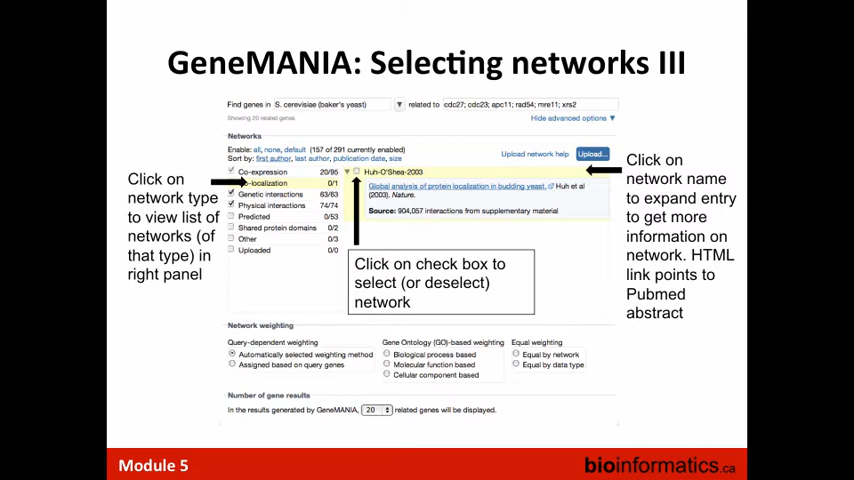 GeneMANIA: Selecting networks III
Find genes in S. cerevisiae (baker's yeast) related to cdc27; cdc23; apc11; rad54; mre11; xrs2
Showing 20 related genes
Hide advanced options
Networks
Enable: all, none, default (157 of 291 currently enabled)
Sort by: first author, last author, publication date, size
Upload network help
Upload...
Co-expression 20/95
o-localization 0/1
Genetic interactions 63/63
Physical interactions 74/74
Predicted 0/53
Shared protein domains 0/2
Other 0/3
Uploaded 0/0
Huh-O'Shea-2003
Global analysis of protein localization in budding yeast. Huh et al
(2003). Nature.
Source: 904,057 interactions from supplementary material
Click on
network type
to view list of
networks (of
that type) in
right panel
Click on check box to
select (or deselect)
network
Click on
network name
to expand entry
to get more
information on
network. HTML
link points to
Pubmed
abstract
Network weighting
Query-dependent weighting
Automatically selected weighting method
Assigned based on query genes
Gene Ontology (GO)-based weighting
Biological process based
Molecular function based
Cellular component based
Equal weighting
Equal by network
Equal by data type
Number of gene results
In the results generated by GeneMANIA, 20 related genes will be displayed.
Module 5
bioinformatics.ca